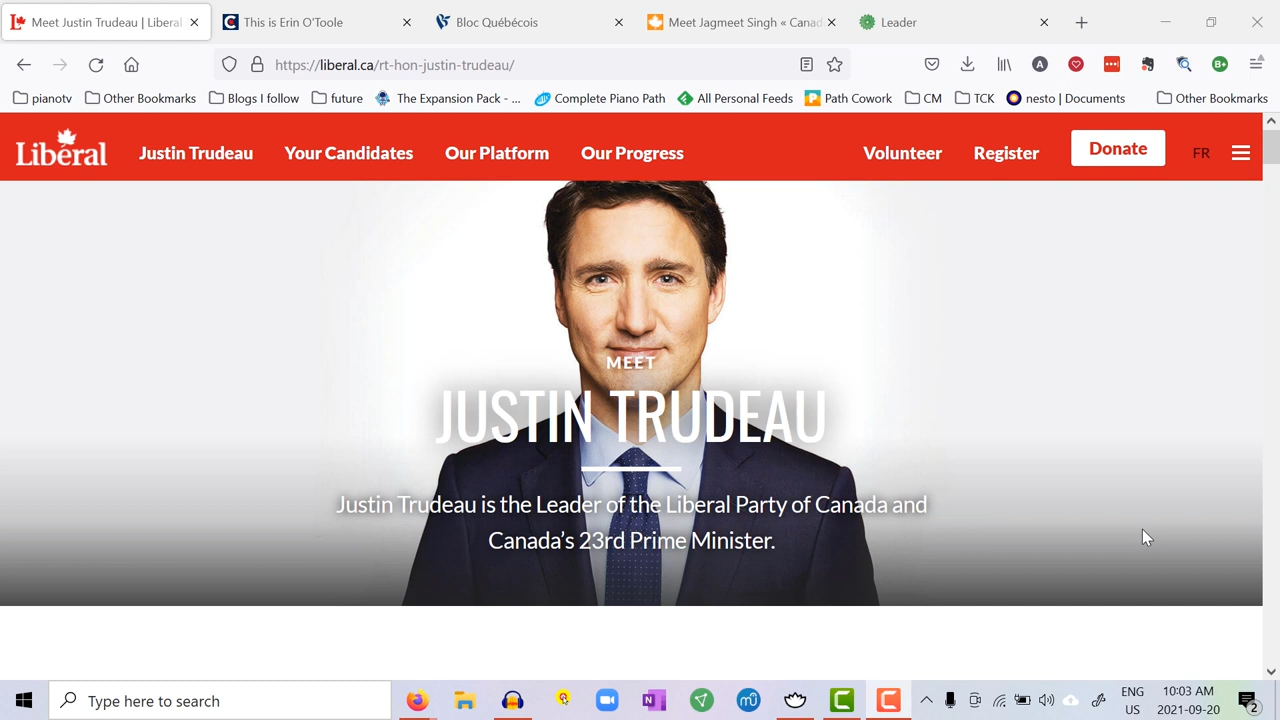 Meet Justin Trudeau | Liberal
This is Erin O'Toole
Bloc Québécois
Meet Jagmeet Singh « Canad
Leader
https://liberal.ca/rt-hon-justin-trudeau/
A
B+
pianotv
Other Bookmarks
Blogs I follow
future
The Expansion Pack - ...
Complete Piano Path
All Personal Feeds
Path Cowork
CM
TCK
nesto | Documents
Other Bookmarks
Liberal
Justin Trudeau
Your Candidates
Our Platform
Our Progress
Volunteer
Register
Donate
FR
MEET
JUSTIN TRUDEAU
Justin Trudeau is the Leader of the Liberal Party of Canada and
Canada's 23rd Prime Minister.
Type here to search
ENG
US
10:03 AM
2021-09-20
2